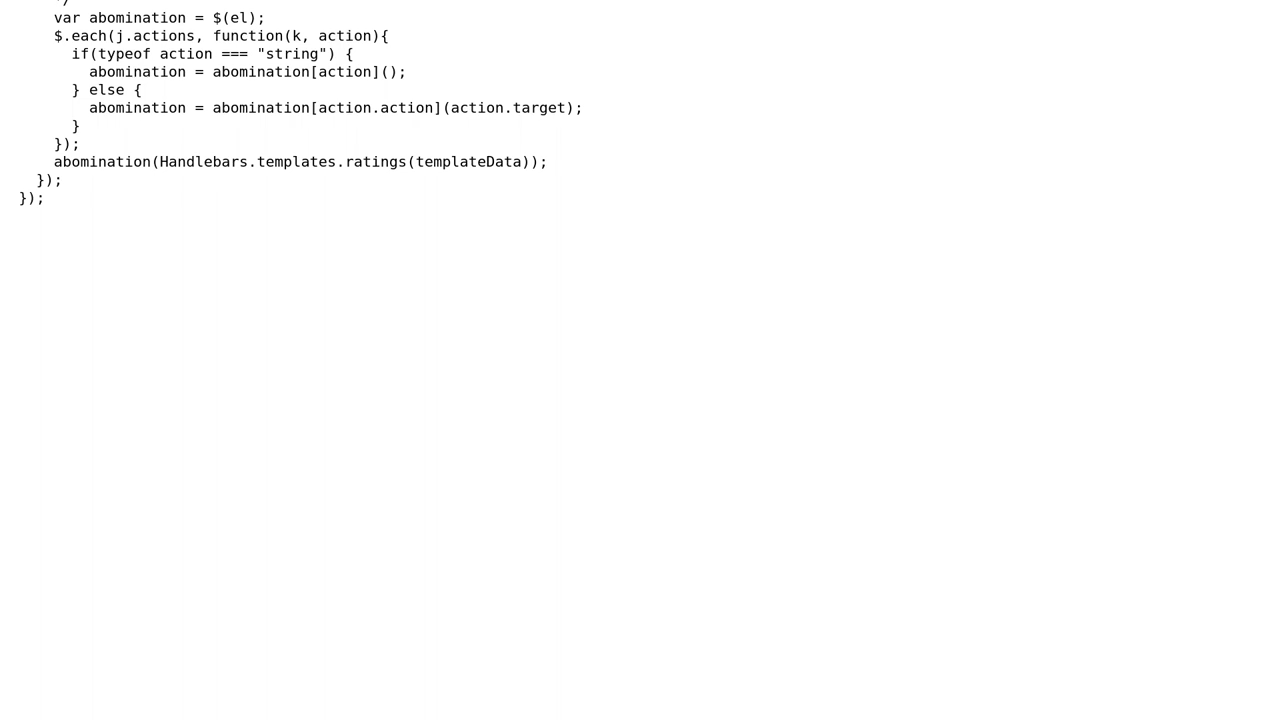 */
var abomination = $(el);
$.each(j.actions, function(k, action){
if(typeof action === "string") {
abomination = abomination[action]();
} else {
abomination = abomination[action.action](action.target);
}
});
abomination(Handlebars.templates.ratings(templateData));
});
});